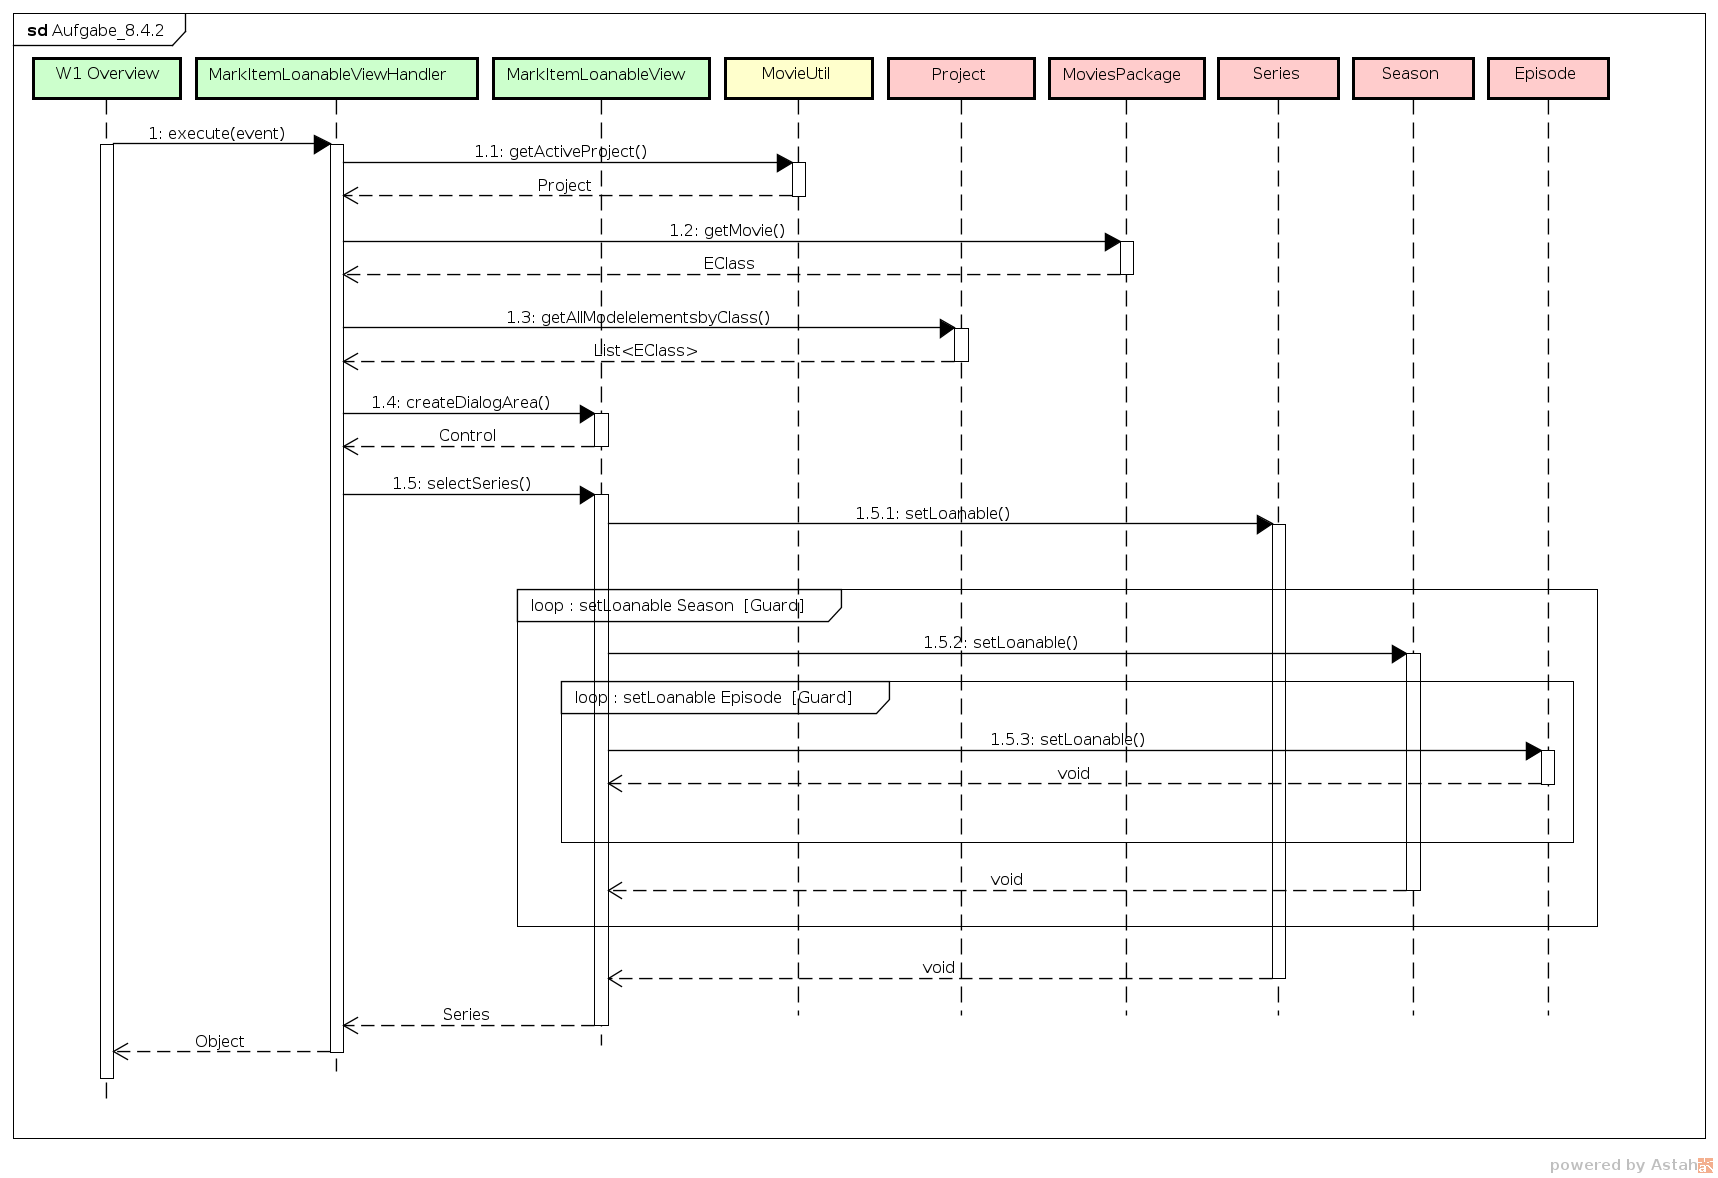 sd Aufgabe_8.4.2
W1 Overview
MarkItemLoanableViewHandler
MarkItemLoanableView
MovieUtil
Project
MoviesPackage
Series
Season
Episode
1: execute(event)
1.1: getActiveProject()
Project
1.2: getMovie()
EClass
1.3: getAllModelelementsbyClass()
List<EClass>
1.4: createDialogArea()
Control
1.5: selectSeries()
1.5.1: setLoanable()
loop : setLoanable Season [Guard]
1.5.2: setLoanable()
loop : setLoanable Episode [Guard]
1.5.3: setLoanable()
void
void
void
Series
Object
powered by Astah